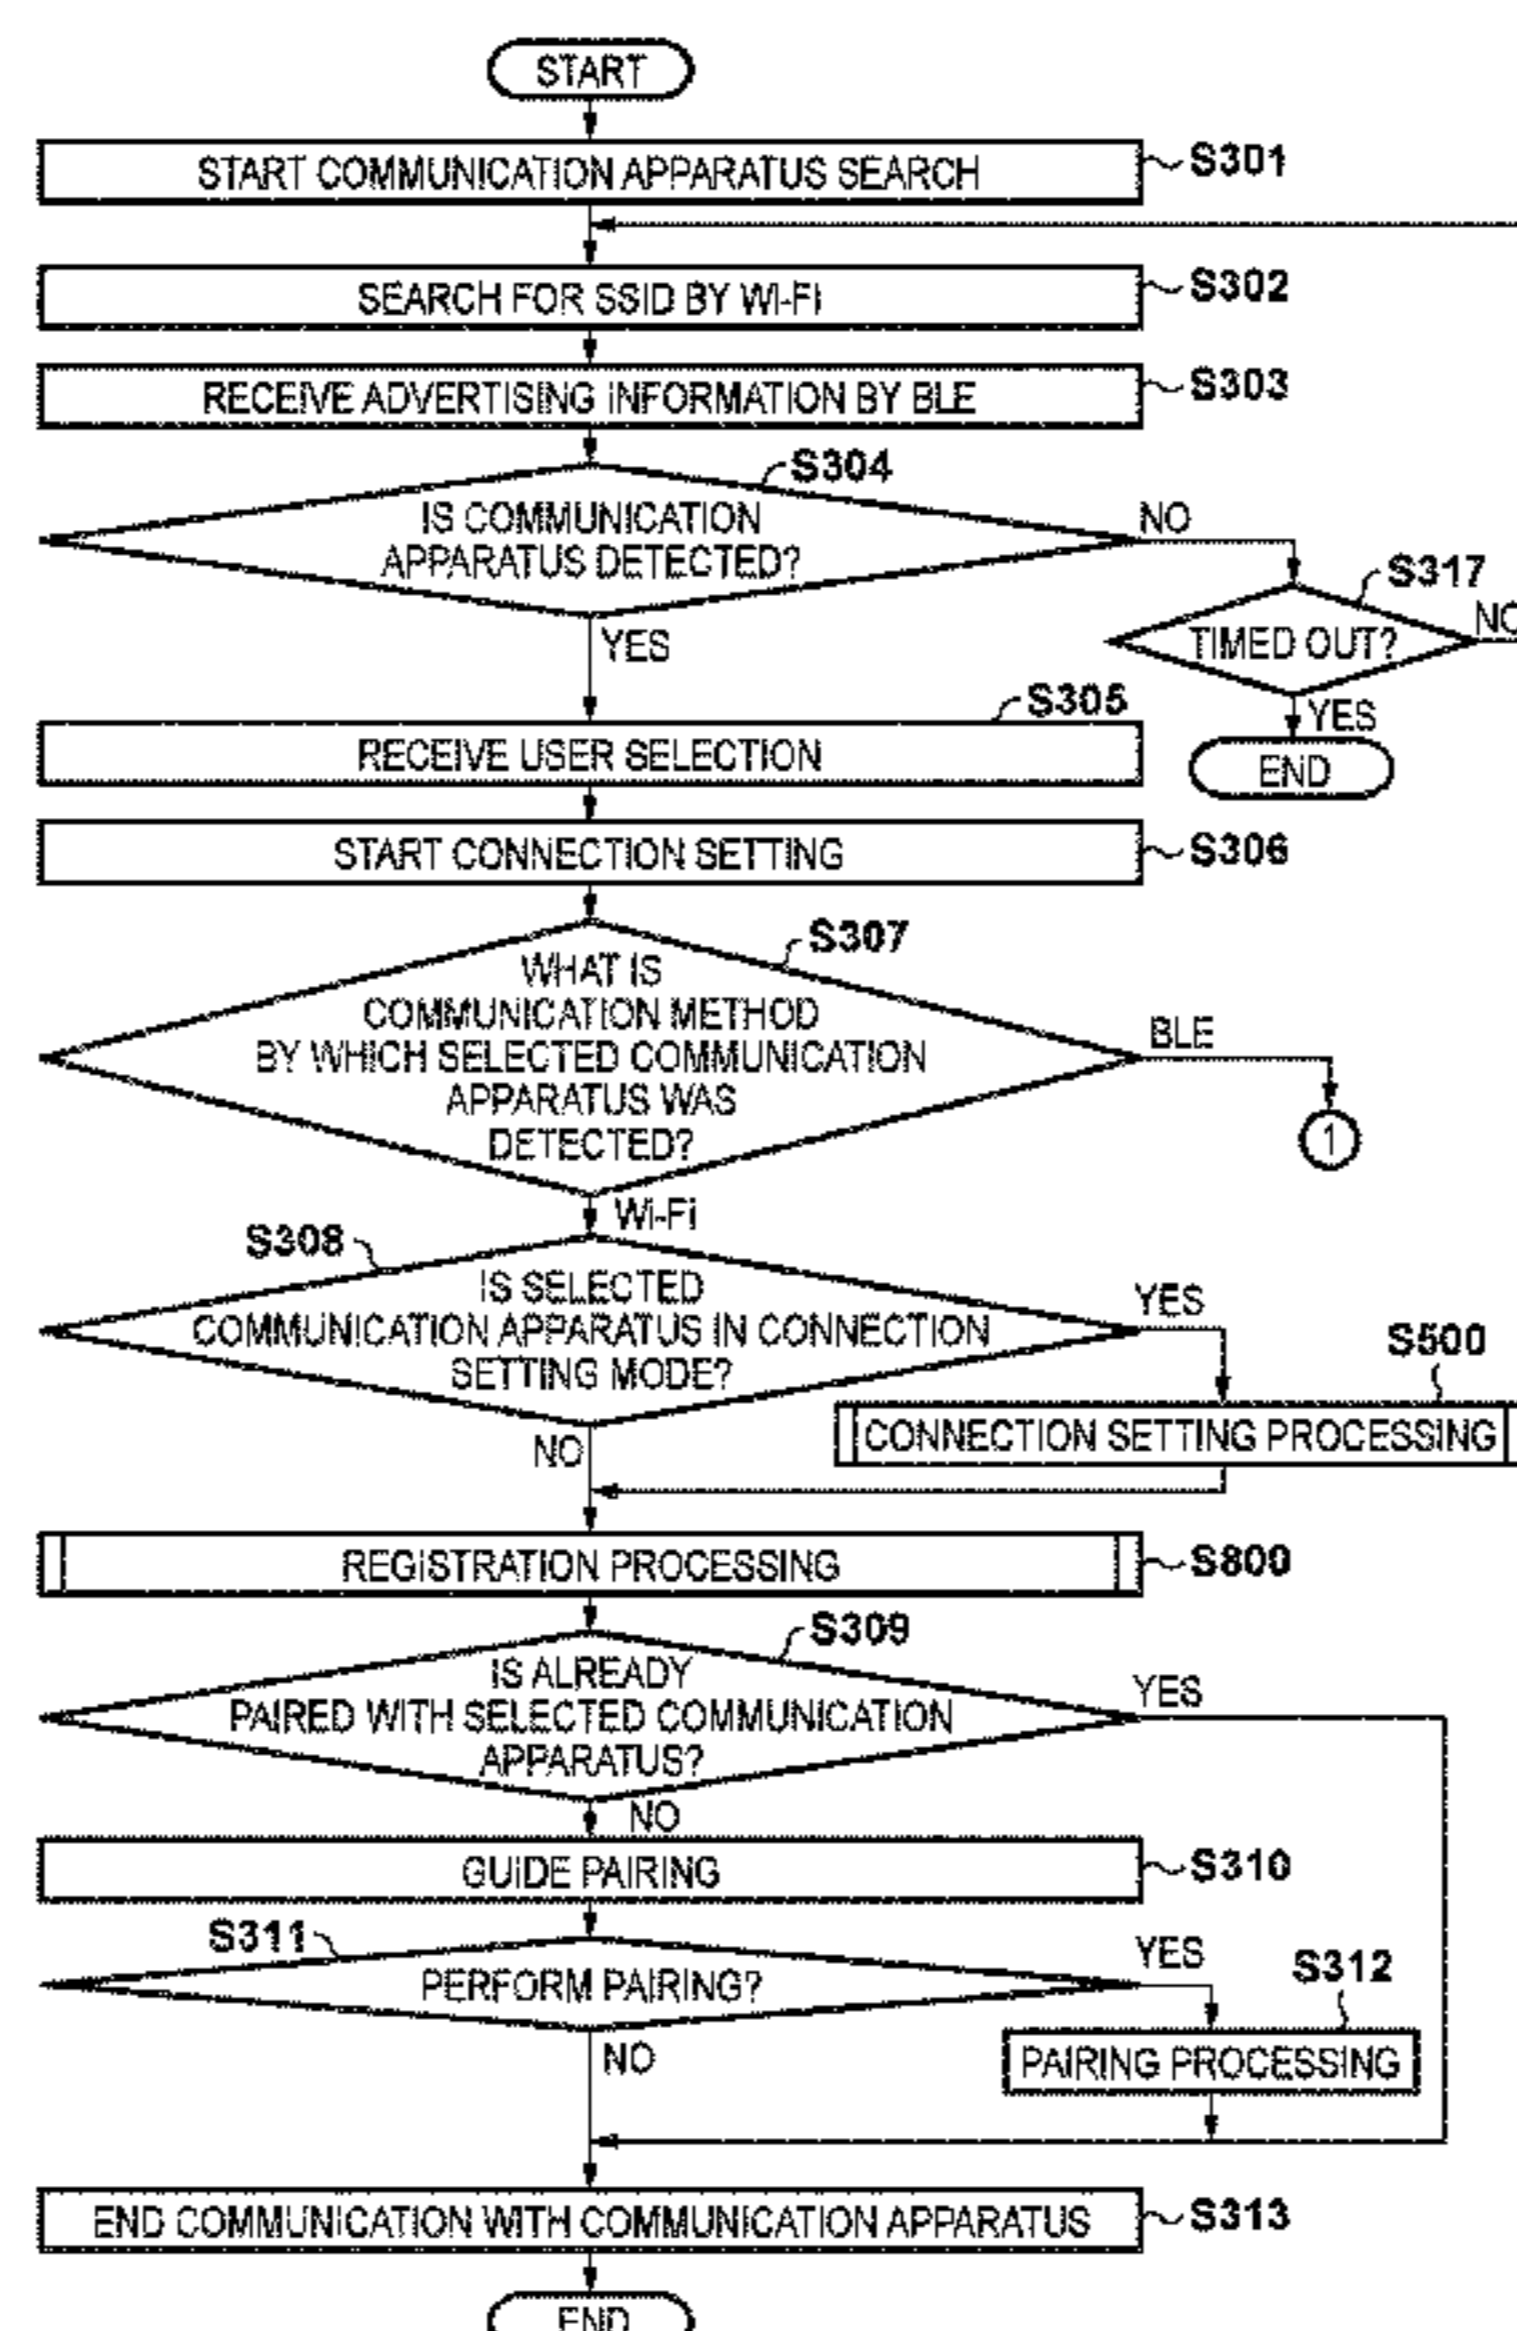 START
START COMMUNICATION APPARATUS SEARCH
S301
SEARCH FOR SSID BY Wi-Fi
S302
RECEIVE ADVERTISING INFORMATION BY BLE
S303
S304
IS COMMUNICATION
APPARATUS DETECTED?
NO
YES
S317
TIMED OUT?
NO
YES
END
S305
RECEIVE USER SELECTION
START CONNECTION SETTING
S306
S307
WHAT IS
COMMUNICATION METHOD
BY WHICH SELECTED COMMUNICATION
APPARATUS WAS
DETECTED?
BLE
1
Wi-Fi
S308
IS SELECTED
COMMUNICATION APPARATUS IN CONNECTION
SETTING MODE?
YES
NO
S500
CONNECTION SETTING PROCESSING
REGISTRATION PROCESSING
S800
S309
IS ALREADY
PAIRED WITH SELECTED COMMUNICATION
APPARATUS?
YES
NO
GUIDE PAIRING
S310
S311
PERFORM PAIRING?
YES
NO
S312
PAIRING PROCESSING
END COMMUNICATION WITH COMMUNICATION APPARATUS
S313
END